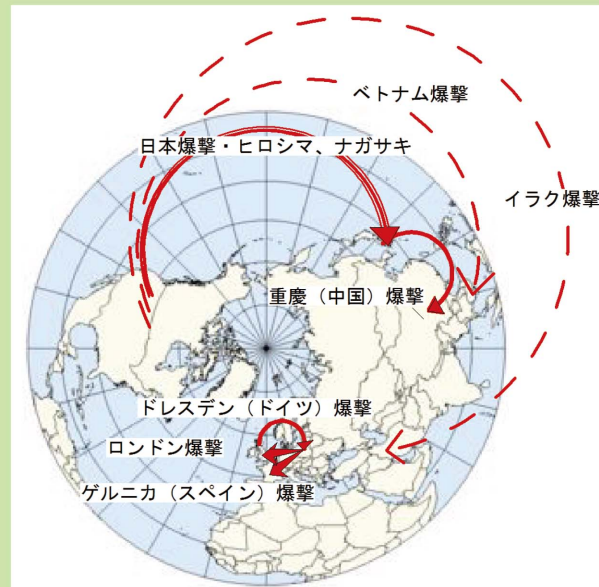 ベトナム爆撃
日本爆撃・ヒロシマ、ナガサキ
イラク爆撃
重慶（中国）爆撃
ドレスデン（ドイツ）爆撃
ロンドン爆撃
ゲルニカ（スペイン）爆撃